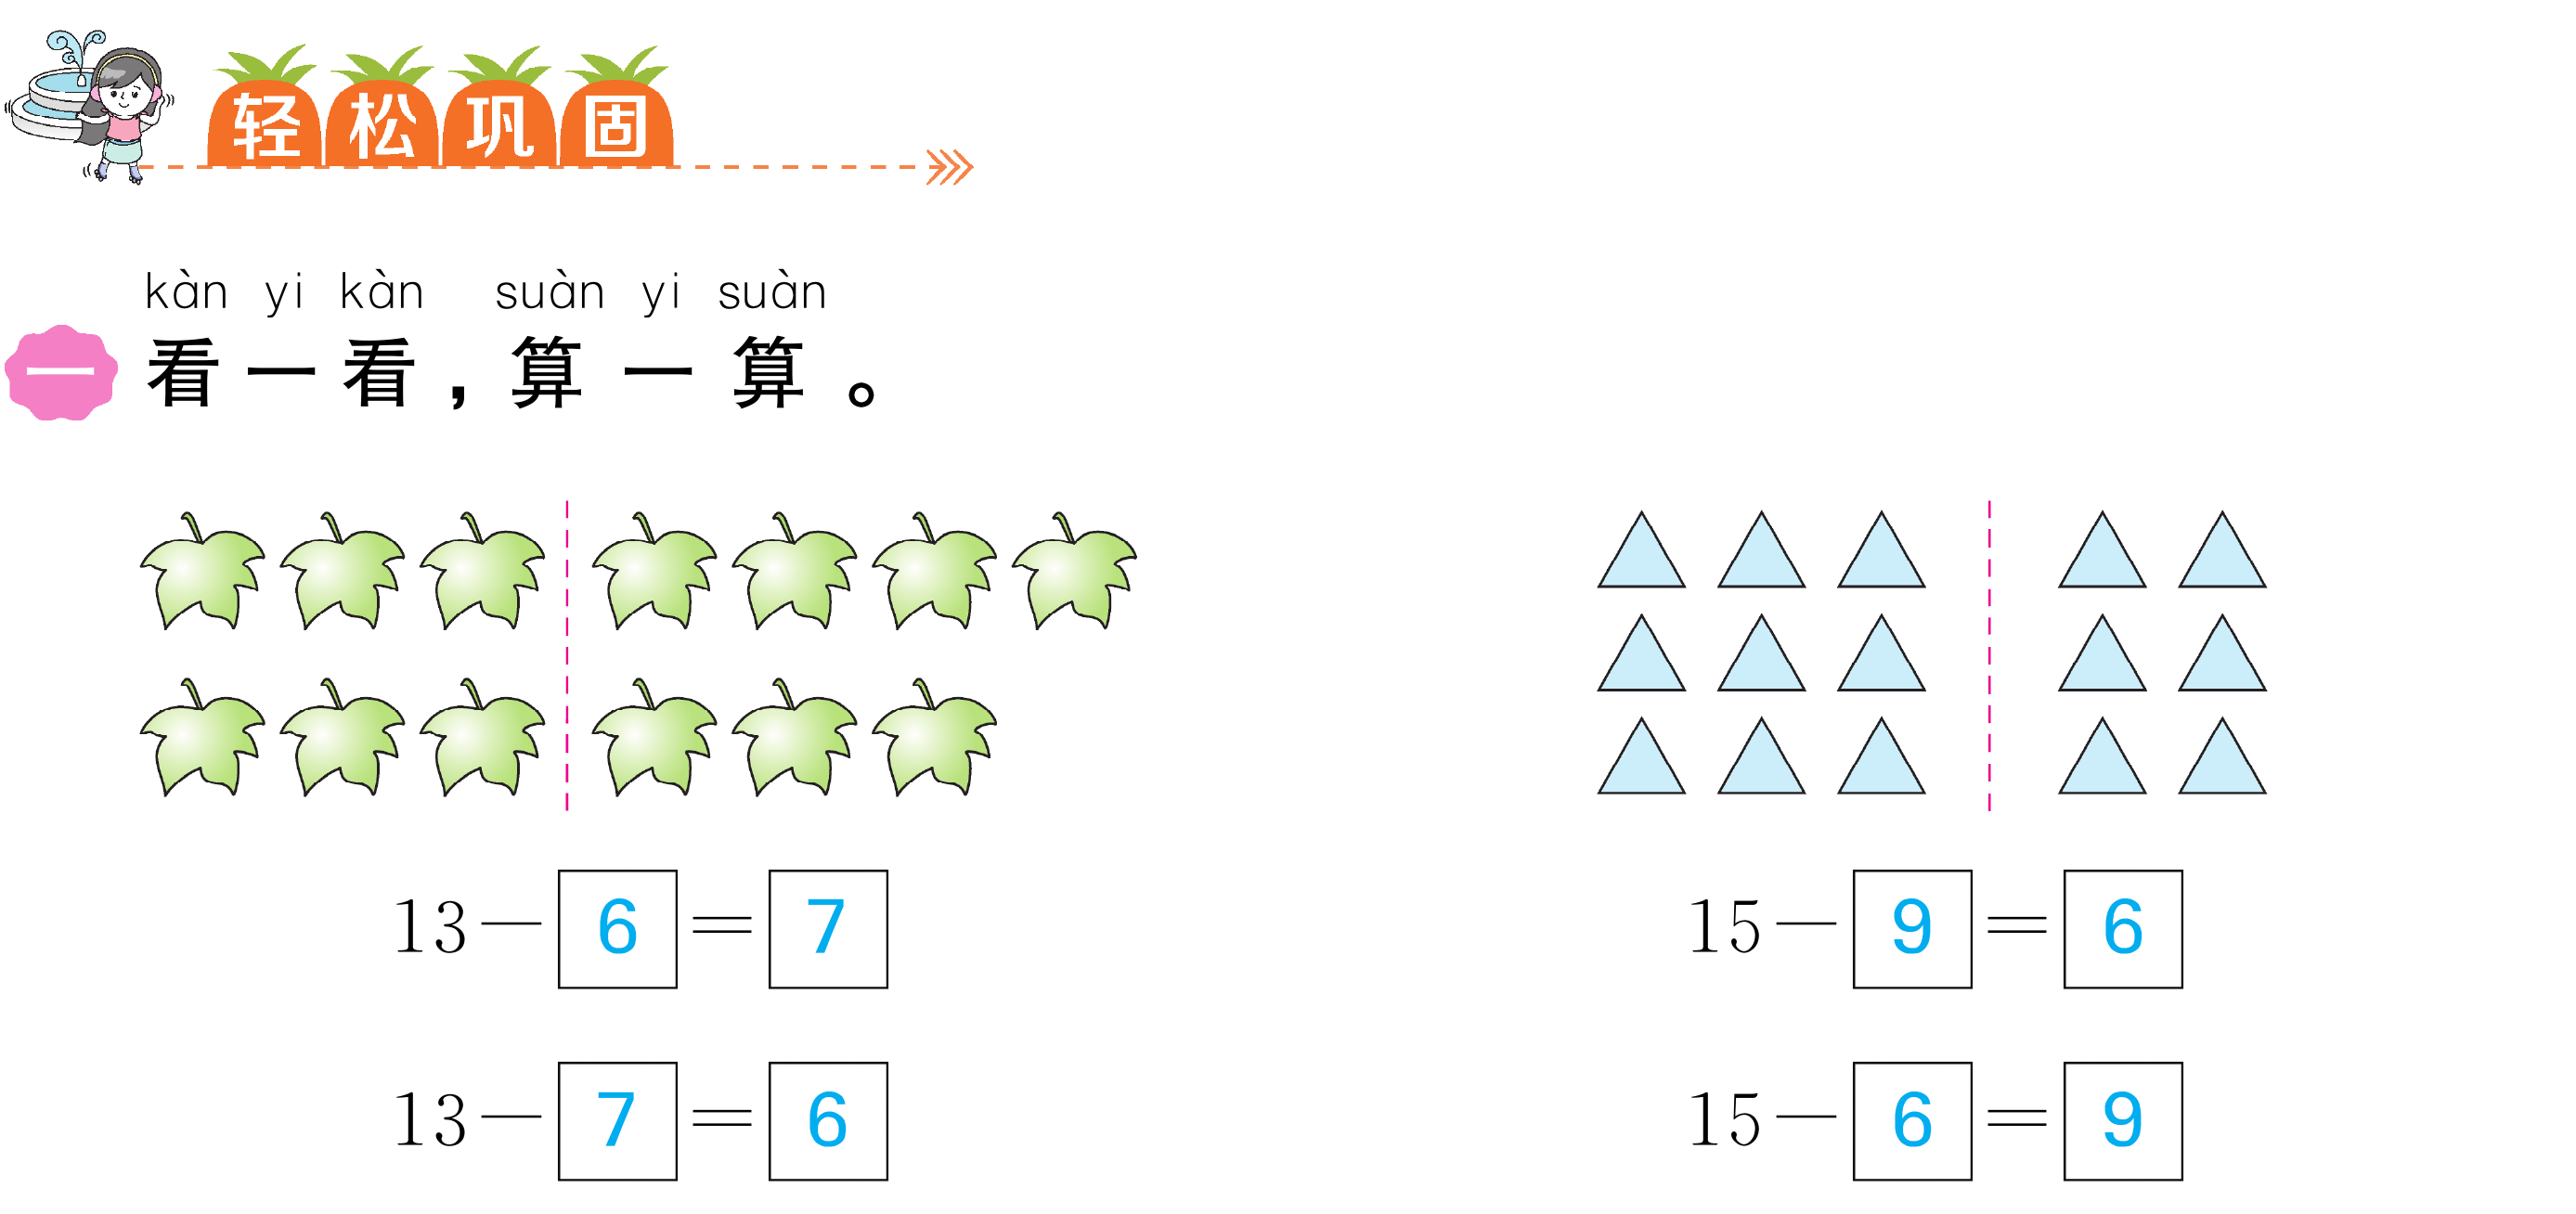 轻松巩固
kàn yi kàn suàn yi suàn
一 看一看,算一算。
13－6＝7 15－9＝6
13－7＝6 15－6＝9